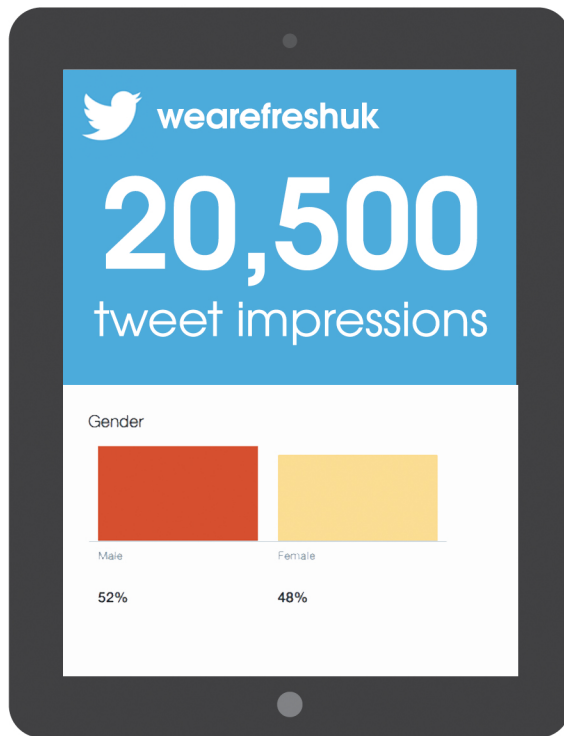 wearefreshuk
20,500
tweet impressions
Gender
Male Female
52% 48%